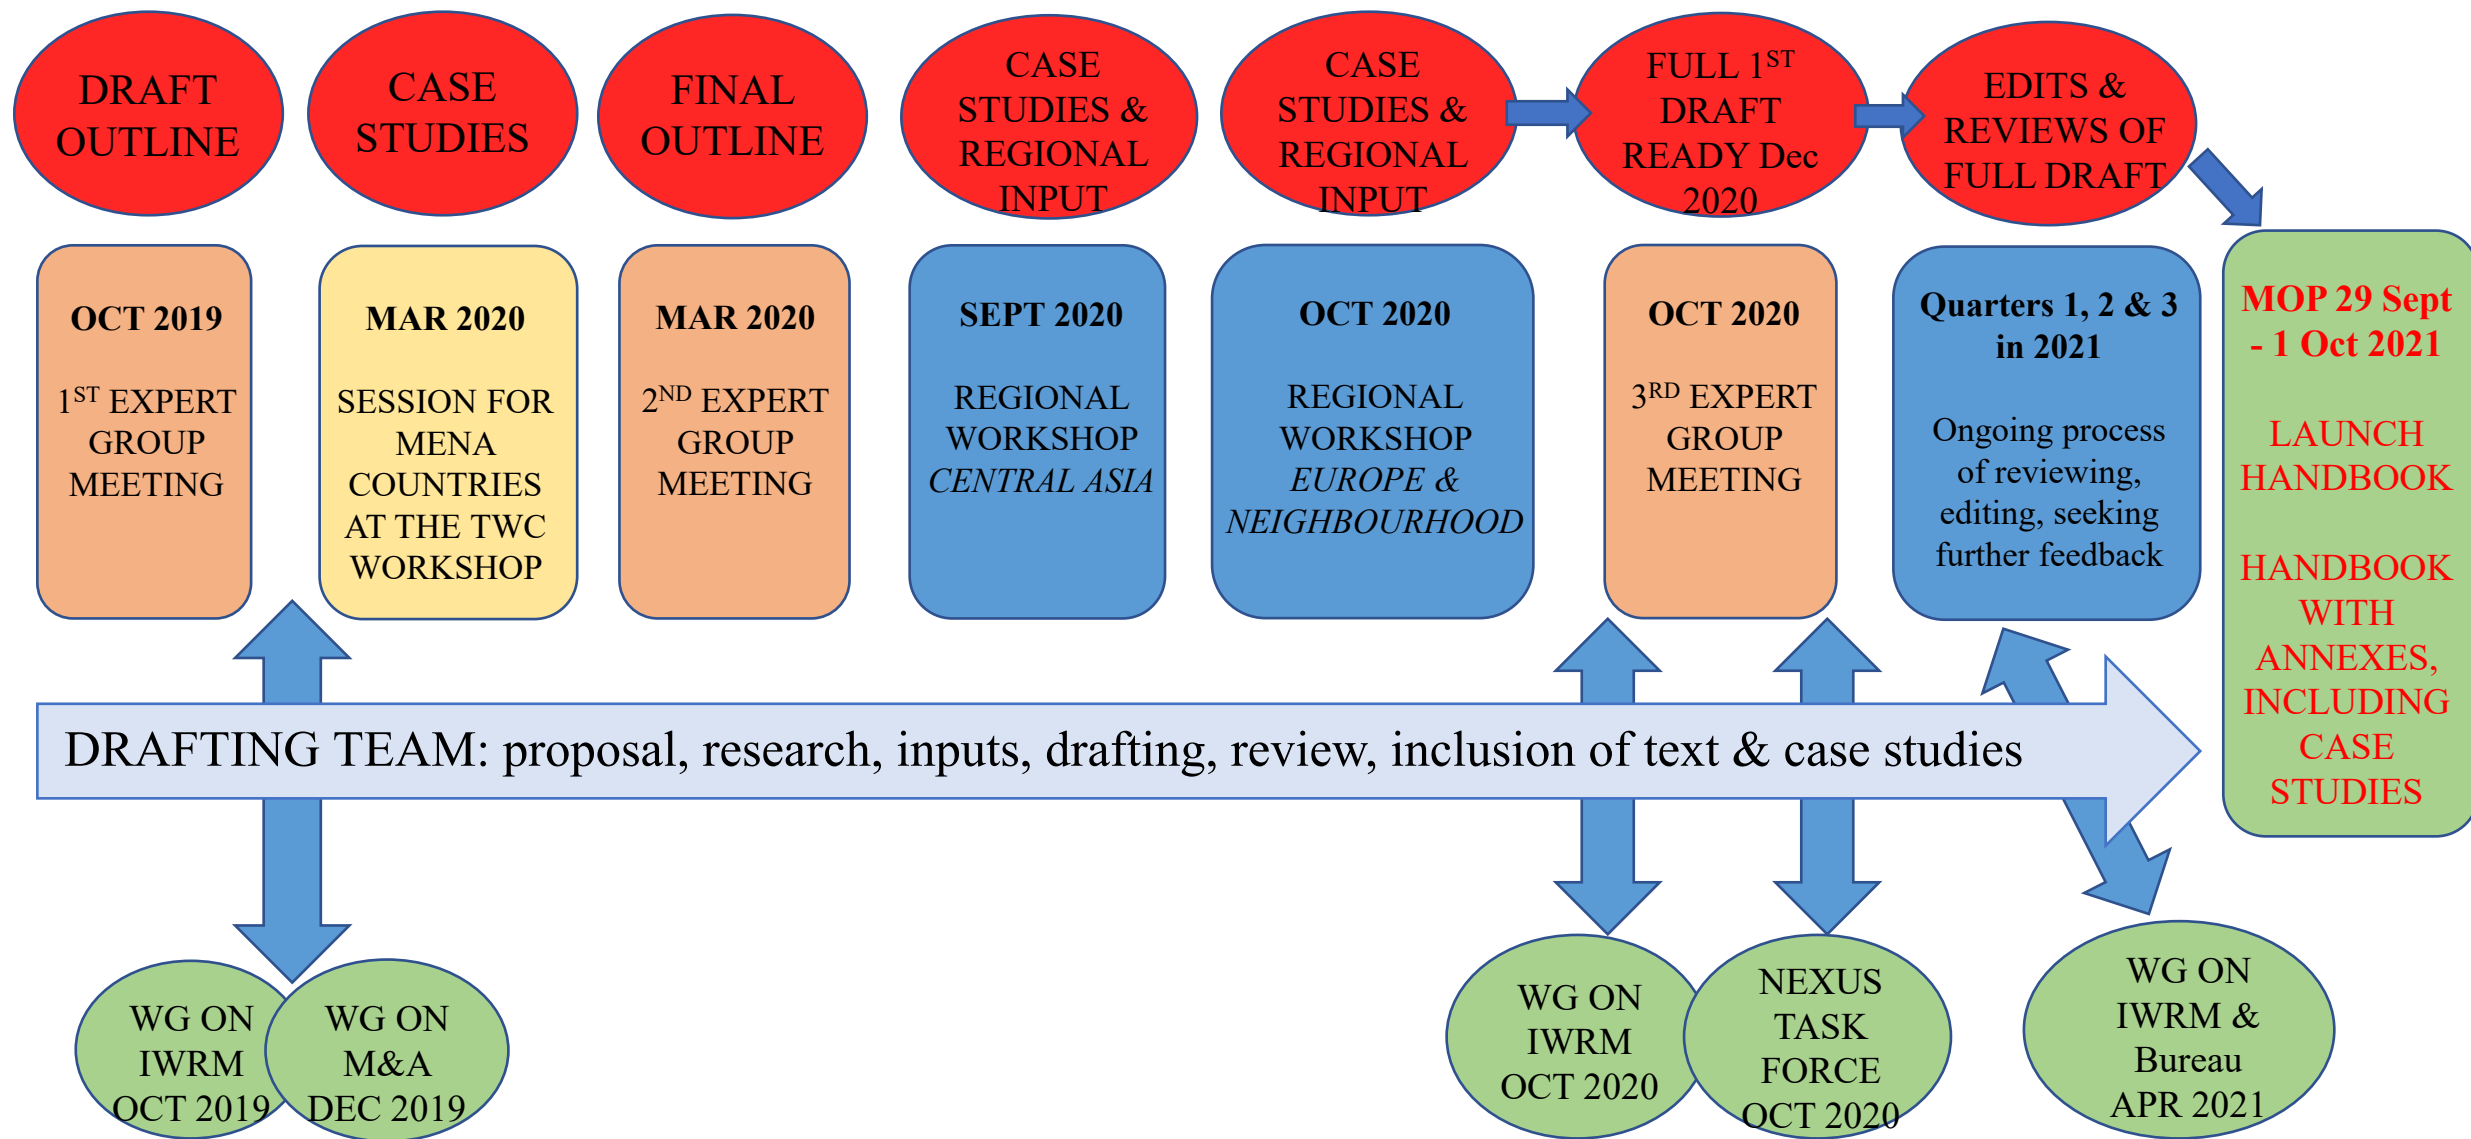 DRAFT
OUTLINE
CASE
STUDIES
FINAL
OUTLINE
CASE
STUDIES &
REGIONAL
INPUT
CASE
STUDIES &
REGIONAL
INPUT
FULL 1ST
DRAFT
READY Dec
2020
EDITS &
REVIEWS OF
FULL DRAFT
OCT 2019
1ST EXPERT
GROUP
MEETING
MAR 2020
SESSION FOR
MENA
COUNTRIES
AT THE TWC
WORKSHOP
MAR 2020
2ND EXPERT
GROUP
MEETING
SEPT 2020
REGIONAL
WORKSHOP
CENTRAL ASIA
OCT 2020
REGIONAL
WORKSHOP
EUROPE &
NEIGHBOURHOOD
OCT 2020
3RD EXPERT
GROUP
MEETING
Quarters 1, 2 & 3
in 2021
Ongoing process
of reviewing,
editing, seeking
further feedback
MOP 29 Sept
- 1 Oct 2021
LAUNCH
HANDBOOK
HANDBOOK
WITH
ANNEXES,
INCLUDING
CASE
STUDIES
DRAFTING TEAM: proposal, research, inputs, drafting, review, inclusion of text & case studies
WG ON
IWRM
OCT 2019
WG ON
M&A
DEC 2019
WG ON
IWRM
OCT 2020
NEXUS
TASK
FORCE
OCT 2020
WG ON
IWRM &
Bureau
APR 2021